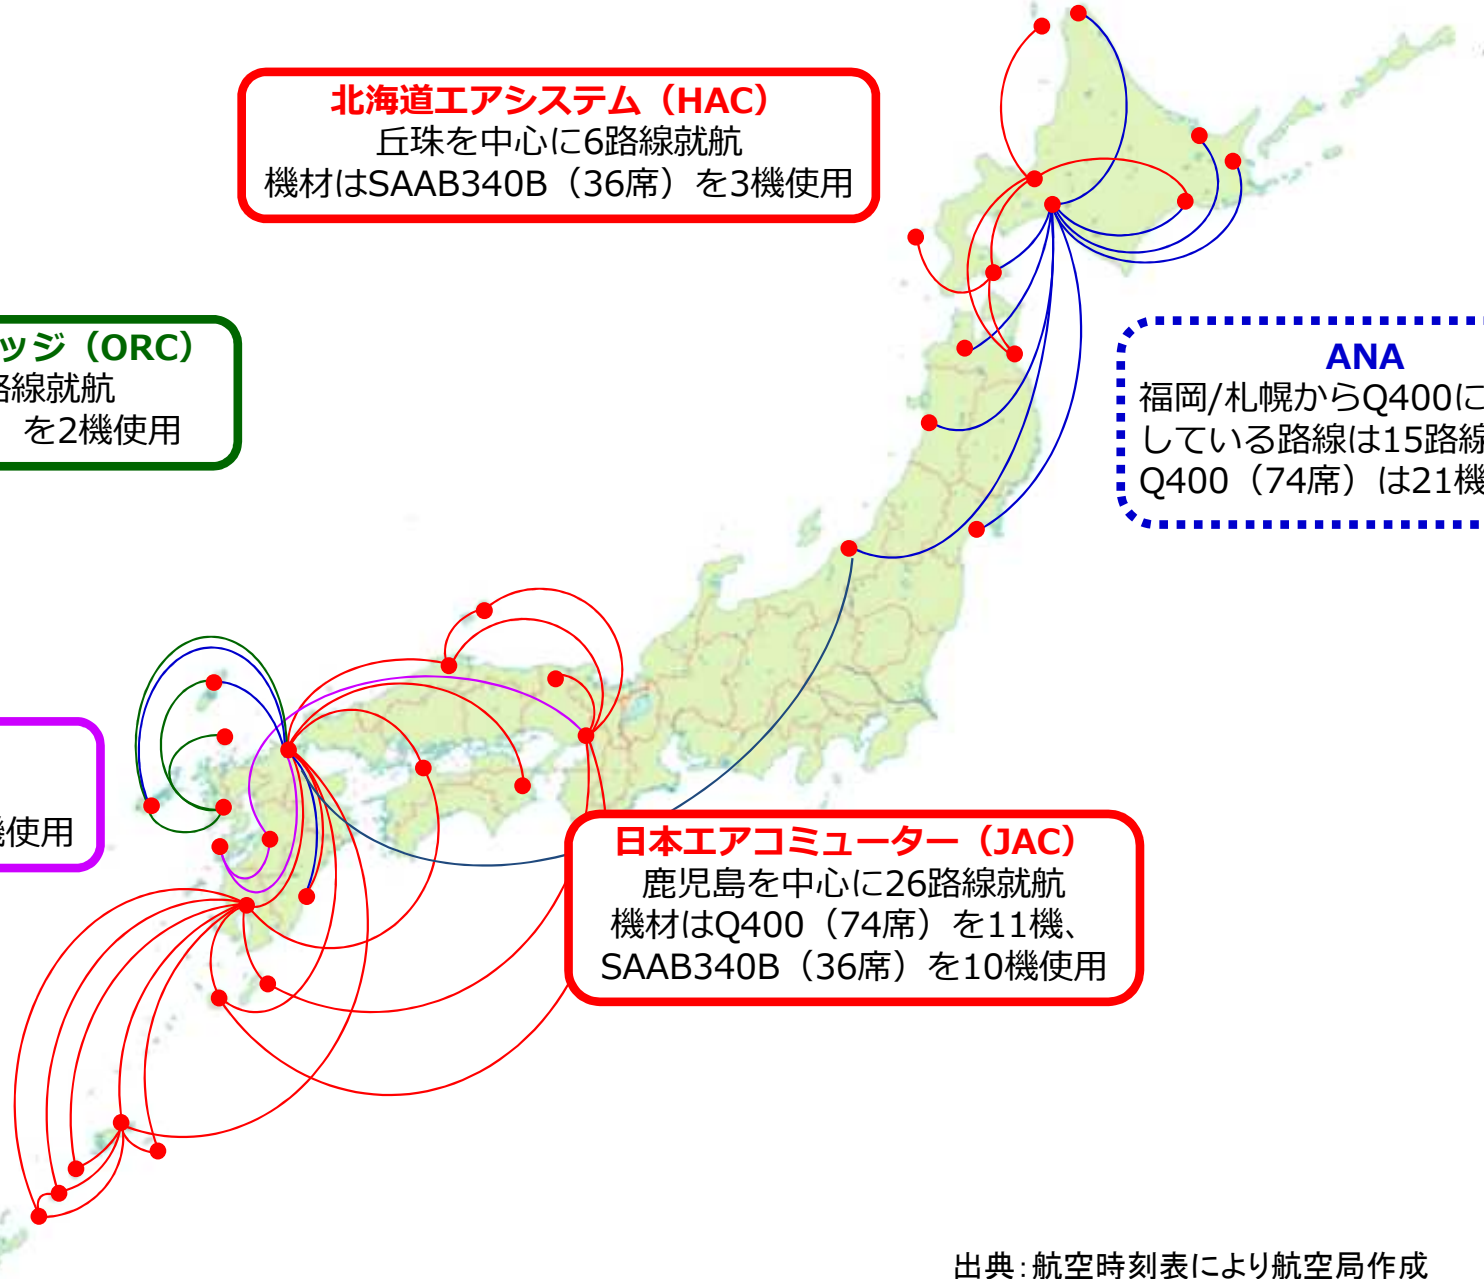 北海道エアシステム（HAC）
丘珠を中心に6路線就航
機材はSAAB340B（36席）を3機使用
ッジ（ORC）
路線就航
を2機使用
ANA
福岡/札幌からQ400に
している路線は15路線
Q400（74席）は21機
機使用
日本エアコミューター（JAC）
鹿児島を中心に26路線就航
機材はQ400（74席）を11機、
SAAB340B（36席）を10機使用
出典：航空時刻表により航空局作成